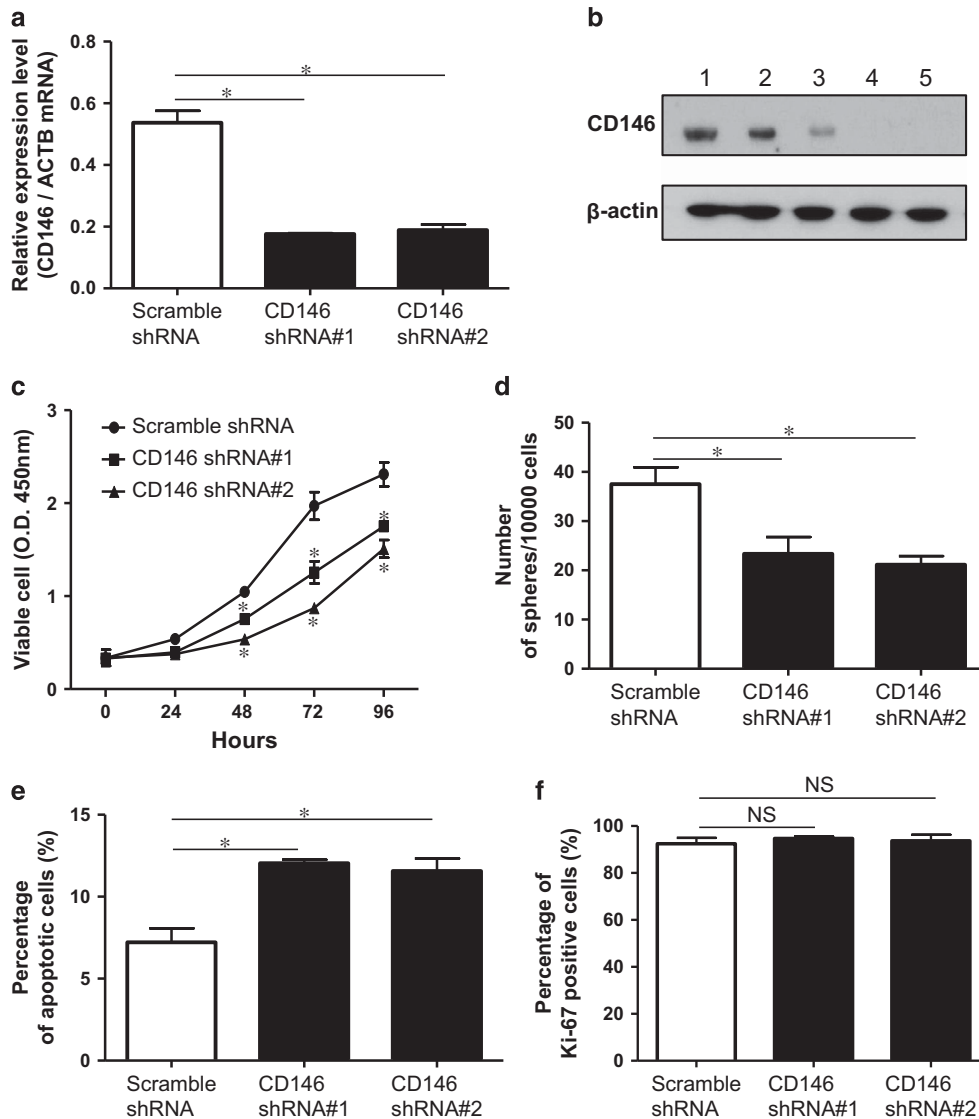 a
Relative expression level
(CD146 / ACTB mRNA)
0.8
0.6
0.4
0.2
0.0
*
*
Scramble
shRNA
CD146
shRNA#1
CD146
shRNA#2
b
1 2 3 4 5
CD146
β-actin
c
Viable cell (O.D. 450nm)
3
2
1
0
Scramble shRNA
CD146 shRNA#1
CD146 shRNA#2
*
*
*
*
*
*
0 24 48 72 96
Hours
d
Number
of spheres/10000 cells
50
40
30
20
10
0
*
*
Scramble
shRNA
CD146
shRNA#1
CD146
shRNA#2
e
Percentage
of apoptotic cells (%)
15
10
5
0
*
*
Scramble
shRNA
CD146
shRNA#1
CD146
shRNA#2
f
Percentage of
Ki-67 positive cells (%)
100
80
60
40
20
0
NS
NS
Scramble
shRNA
CD146
shRNA#1
CD146
shRNA#2